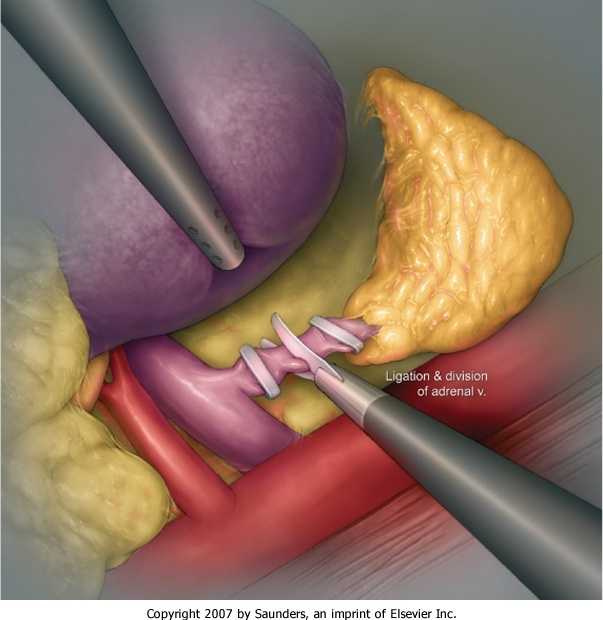 Ligation & division
of adrenal v.
Copyright 2007 by Saunders, an imprint of Elsevier Inc.